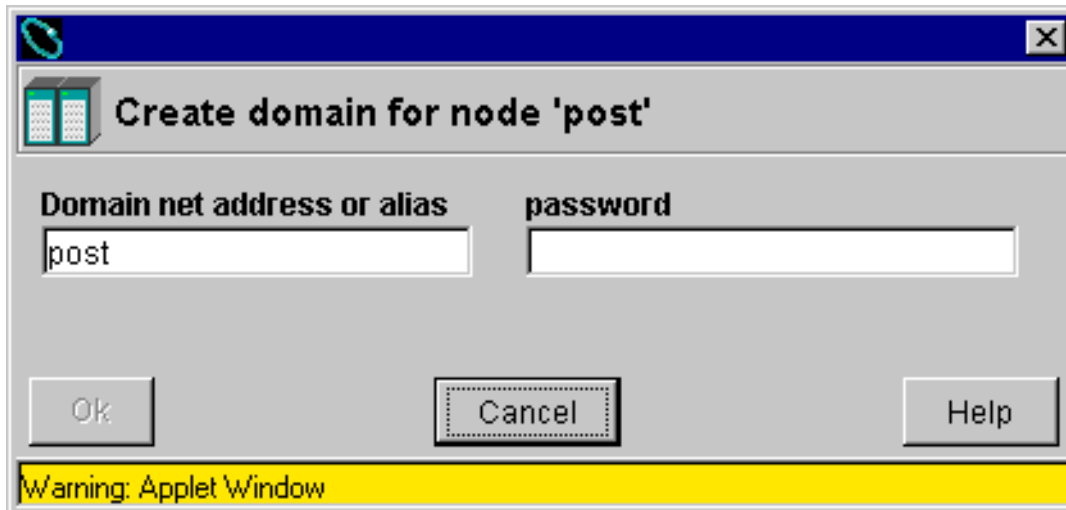 Create domain for node 'post'
Domain net address or alias password
post
Ok Cancel Help
Warning: Applet Window